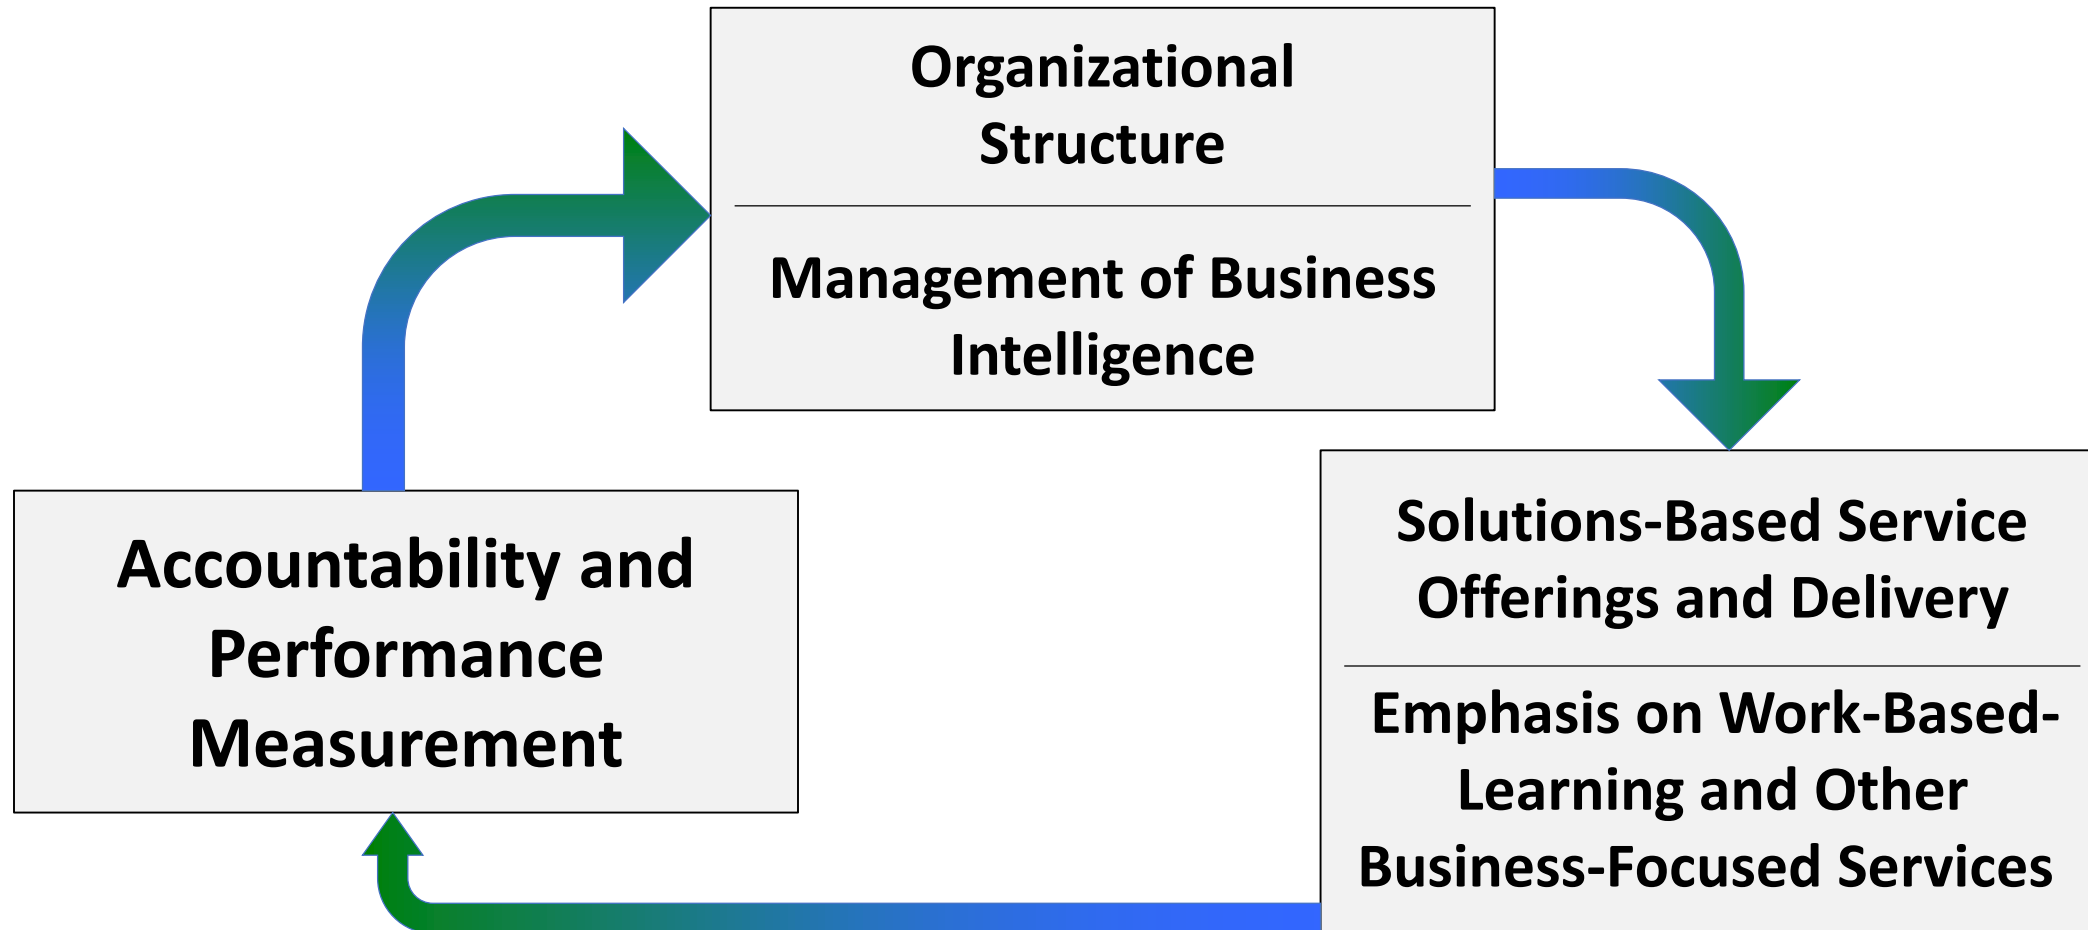 Organizational
Structure
Management of Business
Intelligence
Accountability and
Performance
Measurement
Solutions-Based Service
Offerings and Delivery
Emphasis on Work-Based-
Learning and Other
Business-Focused Services